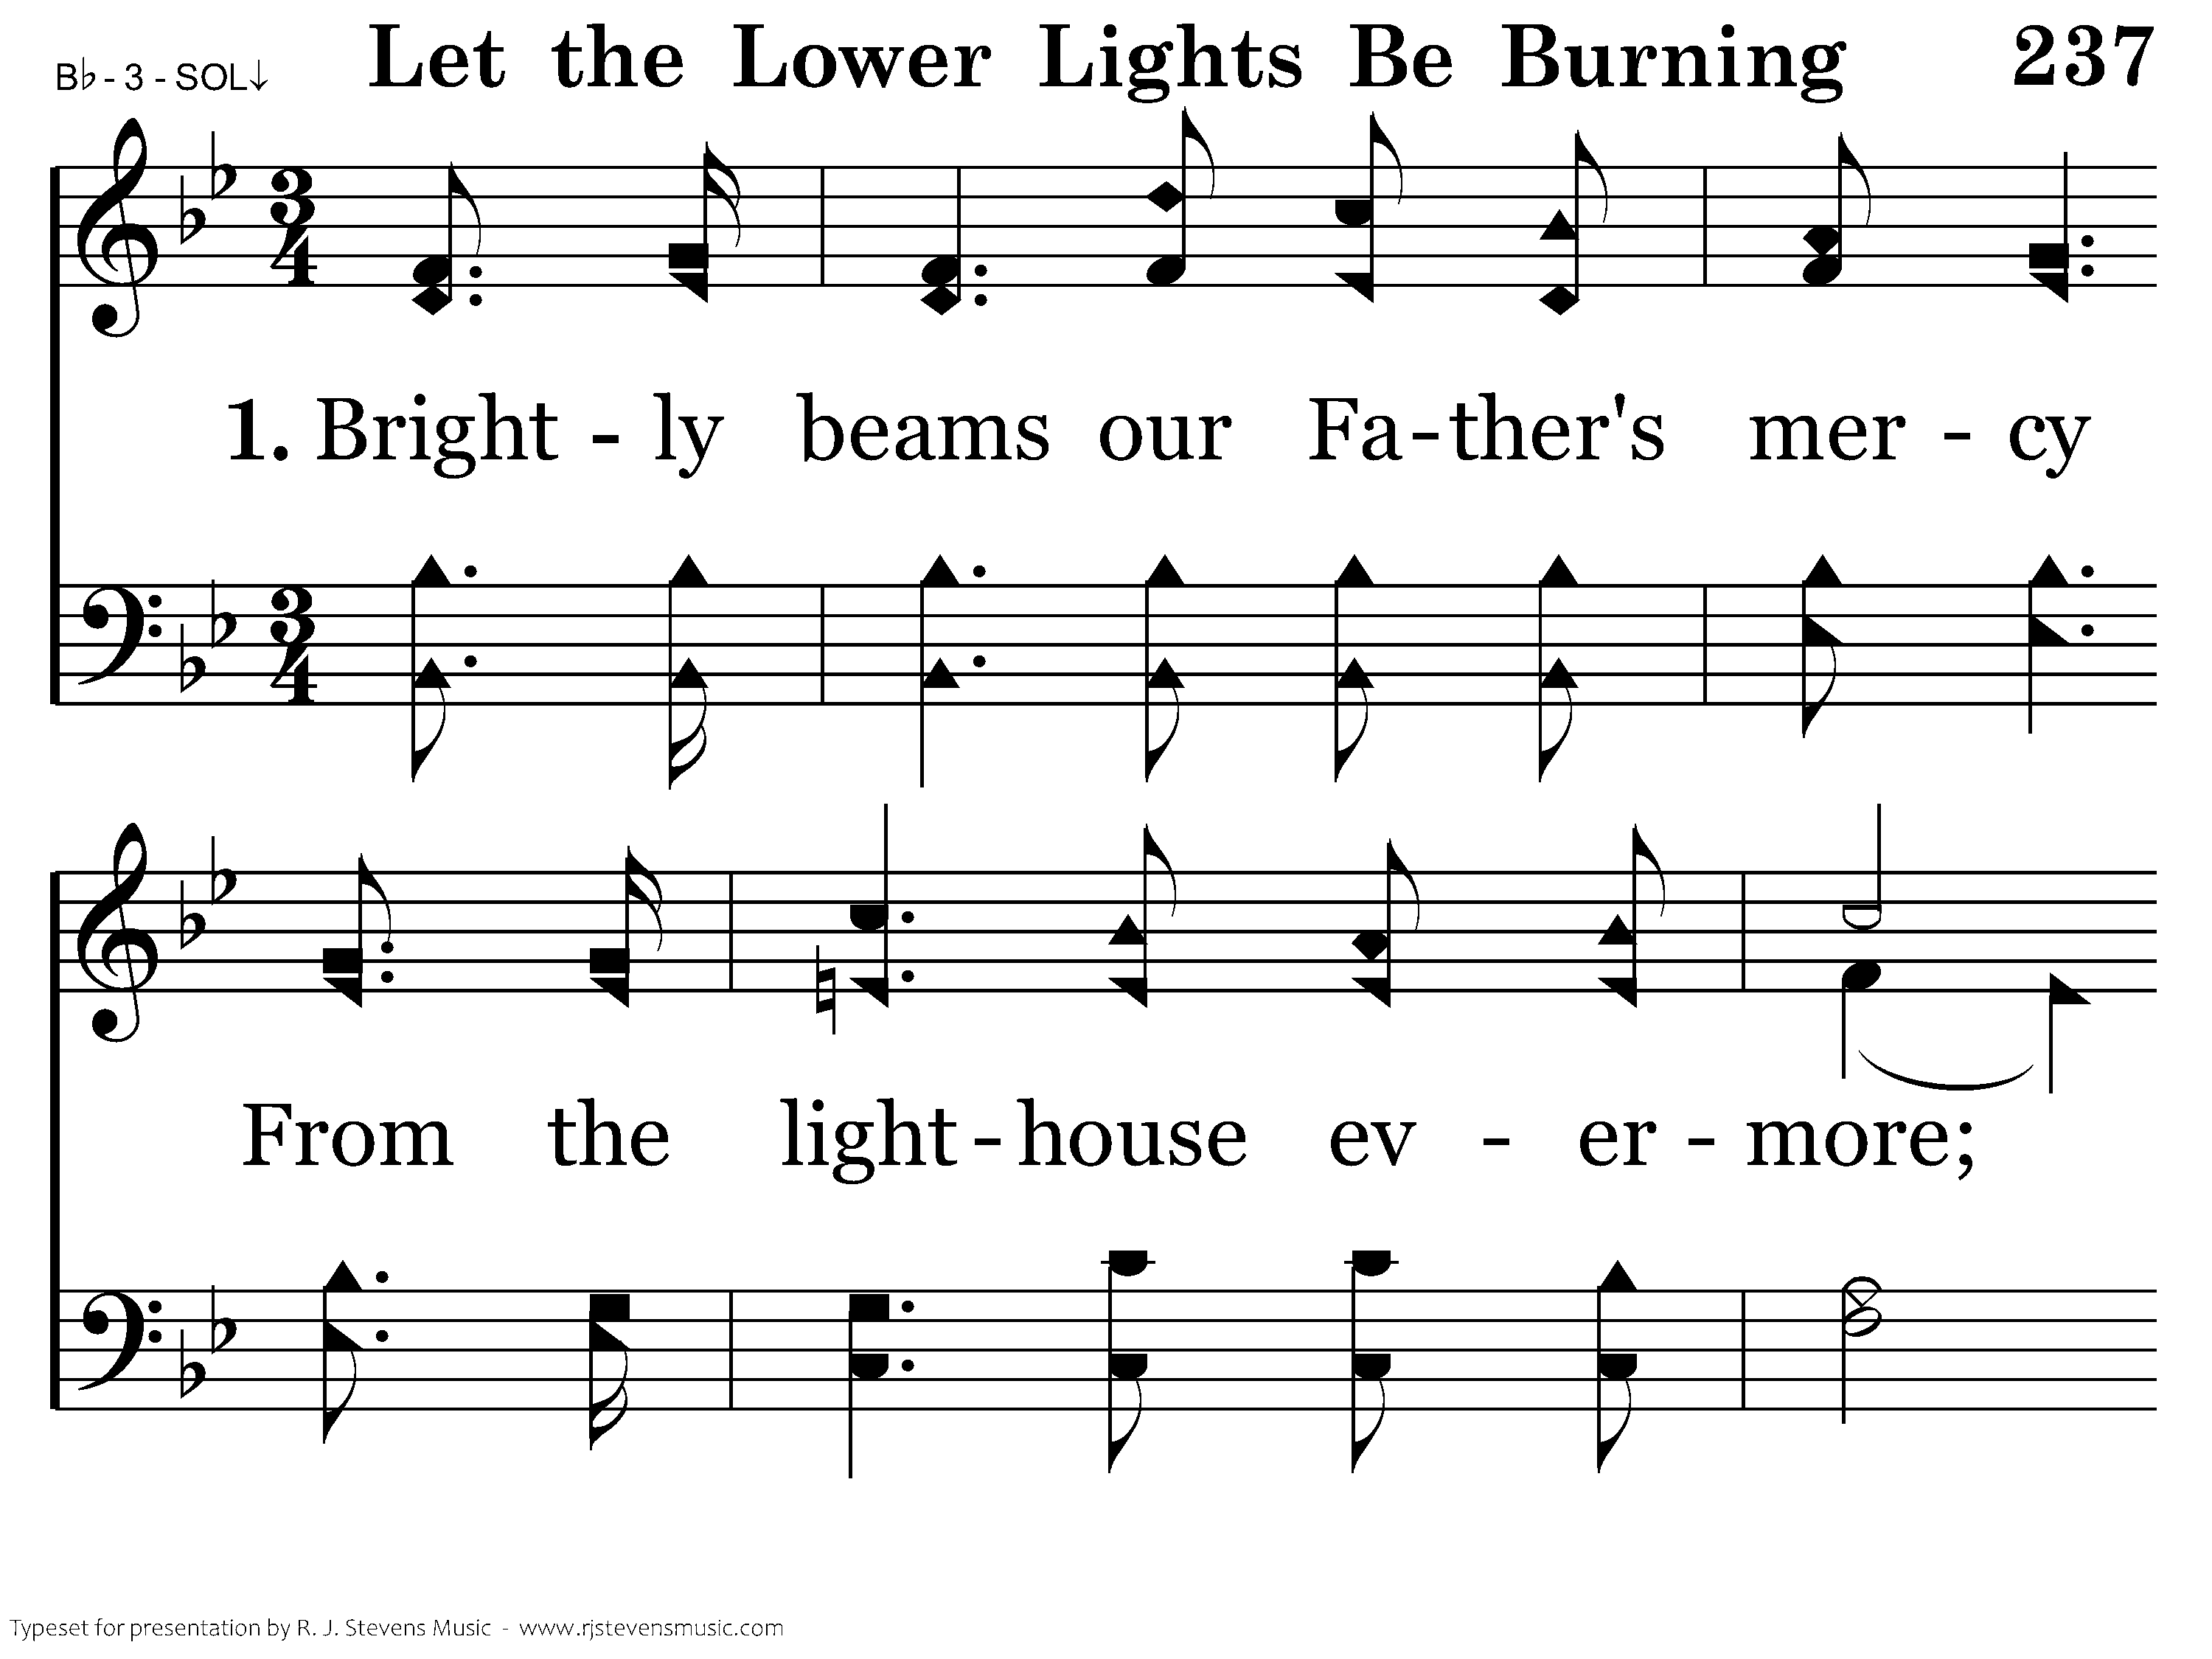 B♭ - 3 - SOL↓ Let the Lower Lights Be Burning 237
1. Bright - ly beams our Fa - ther's mer - cy
From the light - house ev - er - more;
Typeset for presentation by R. J. Stevens Music - www.rjstevensmusic.com